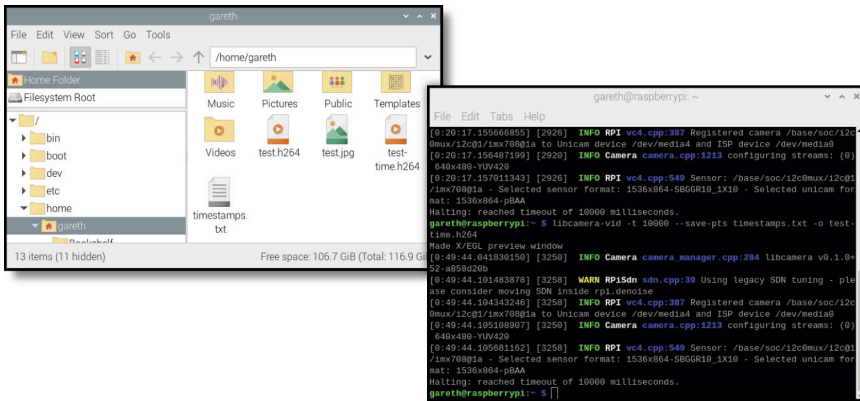 gareth
File Edit View Sort Go Tools
/home/gareth
Home Folder
Filesystem Root
/
bin
boot
dev
etc
home
gareth
Bookshelf
Music Pictures Public Templates
Videos test.h264 test.jpg test-
time.h264
timestamps.
txt
13 items (11 hidden) Free space: 106.7 GiB (Total: 116.9 Gi
gareth@raspberrypi: ~
File Edit Tabs Help
[0:20:17.155666855] [2926] INFO RPI vc4.cpp:387 Registered camera /base/soc/i2c
0mux/i2c@1/imx708@1a to Unicam device /dev/media4 and ISP device /dev/media0
[0:20:17.156487199] [2920] INFO Camera camera.cpp:1213 configuring streams: (0)
640x480-YUV420
[0:20:17.157011343] [2926] INFO RPI vc4.cpp:549 Sensor: /base/soc/i2c0mux/i2c@1
/imx708@1a - Selected sensor format: 1536x864-SBGGR10_1X10 - Selected unicam for
mat: 1536x864-pBAA
Halting: reached timeout of 10000 milliseconds.
gareth@raspberrypi:~ $ libcamera-vid -t 10000 --save-pts timestamps.txt -o test-
time.h264
Made X/EGL preview window
[0:49:44.041830150] [3250] INFO Camera camera_manager.cpp:284 libcamera v0.1.0+
52-a858d20b
[0:49:44.101483878] [3258] WARN RPiSdn sdn.cpp:39 Using legacy SDN tuning - ple
ase consider moving SDN inside rpi.denoise
[0:49:44.104343246] [3258] INFO RPI vc4.cpp:387 Registered camera /base/soc/i2c
0mux/i2c@1/imx708@1a to Unicam device /dev/media4 and ISP device /dev/media0
[0:49:44.105108907] [3250] INFO Camera camera.cpp:1213 configuring streams: (0)
640x480-YUV420
[0:49:44.105681162] [3258] INFO RPI vc4.cpp:549 Sensor: /base/soc/i2c0mux/i2c@1
/imx708@1a - Selected sensor format: 1536x864-SBGGR10_1X10 - Selected unicam for
mat: 1536x864-pBAA
Halting: reached timeout of 10000 milliseconds.
gareth@raspberrypi:~ $